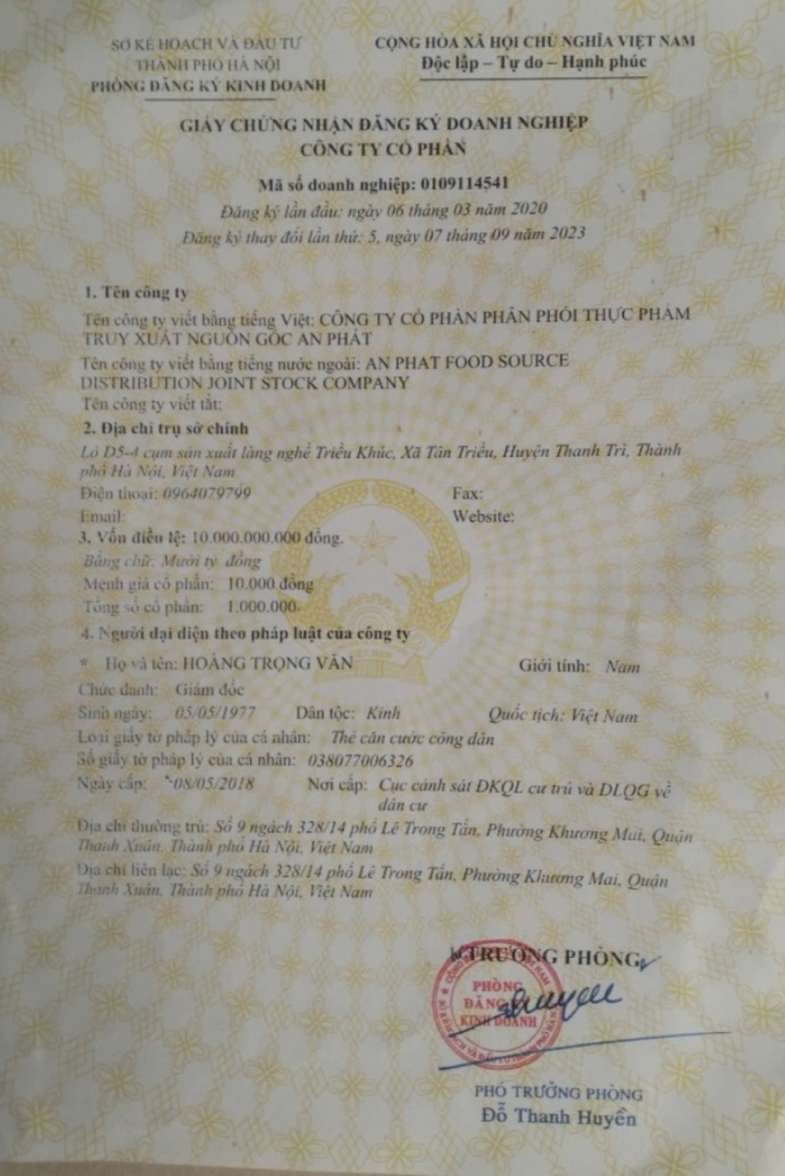 SỞ KẾ HOẠCH VÀ ĐẦU TƯ
THÀNH PHỐ HÀ NỘI
PHÒNG ĐĂNG KÝ KINH DOANH
CỘNG HÒA XÃ HỘI CHỦ NGHĨA VIỆT NAM
Độc lập – Tự do – Hạnh phúc
GIẤY CHỨNG NHẬN ĐĂNG KÝ DOANH NGHIỆP
CÔNG TY CỔ PHẦN
Mã số doanh nghiệp: 0109114541
Đăng ký lần đầu: ngày 06 tháng 03 năm 2020
Đăng ký thay đổi lần thứ: 5, ngày 07 tháng 09 năm 2023
1. Tên công ty
Tên công ty viết bằng tiếng Việt: CÔNG TY CỔ PHẦN PHÂN PHỐI THỰC PHẨM
TRUY XUẤT NGUỒN GỐC AN PHÁT
Tên công ty viết bằng tiếng nước ngoài: AN PHAT FOOD SOURCE
DISTRIBUTION JOINT STOCK COMPANY
Tên công ty viết tắt:
2. Địa chỉ trụ sở chính
Lô D5-4 cụm sản xuất làng nghề Triều Khúc, Xã Tân Triều, Huyện Thanh Trì, Thành
phố Hà Nội, Việt Nam
Điện thoại: 0964079799 Fax:
Email: Website:
3. Vốn điều lệ: 10.000.000.000 đồng.
Bằng chữ: Mười tỷ đồng
Mệnh giá cổ phần: 10.000 đồng
Tổng số cổ phần: 1.000.000
4. Người đại diện theo pháp luật của công ty
* Họ và tên: HOÀNG TRỌNG VĂN Giới tính: Nam
Chức danh: Giám đốc
Sinh ngày: 05/05/1977 Dân tộc: Kinh Quốc tịch: Việt Nam
Loại giấy tờ pháp lý của cá nhân: Thẻ căn cước công dân
Số giấy tờ pháp lý của cá nhân: 038077006326
Ngày cấp: 08/05/2018 Nơi cấp: Cục cảnh sát ĐKQL cư trú và DLQG về
dân cư
Địa chỉ thường trú: Số 9 ngách 328/14 phố Lê Trọng Tấn, Phường Khương Mai, Quận
Thanh Xuân, Thành phố Hà Nội, Việt Nam
Địa chỉ liên lạc: Số 9 ngách 328/14 phố Lê Trọng Tấn, Phường Khương Mai, Quận
Thanh Xuân, Thành phố Hà Nội, Việt Nam
TRƯỞNG PHÒNG
PHÒNG
ĐĂNG
KINH DOANH
PHÓ TRƯỞNG PHÒNG
Đỗ Thanh Huyền